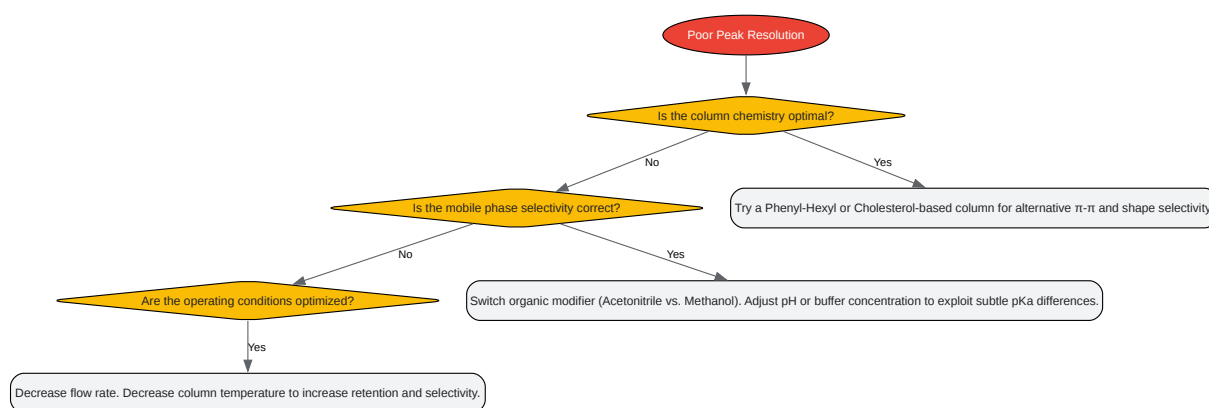 Poor Peak Resolution
Is the column chemistry optimal?
No
Yes
Is the mobile phase selectivity correct?
Try a Phenyl-Hexyl or Cholesterol-based column for alternative π-π and shape selectivity
No
Yes
Are the operating conditions optimized?
Switch organic modifier (Acetonitrile vs. Methanol). Adjust pH or buffer concentration to exploit subtle pKa differences.
Yes
Decrease flow rate. Decrease column temperature to increase retention and selectivity.